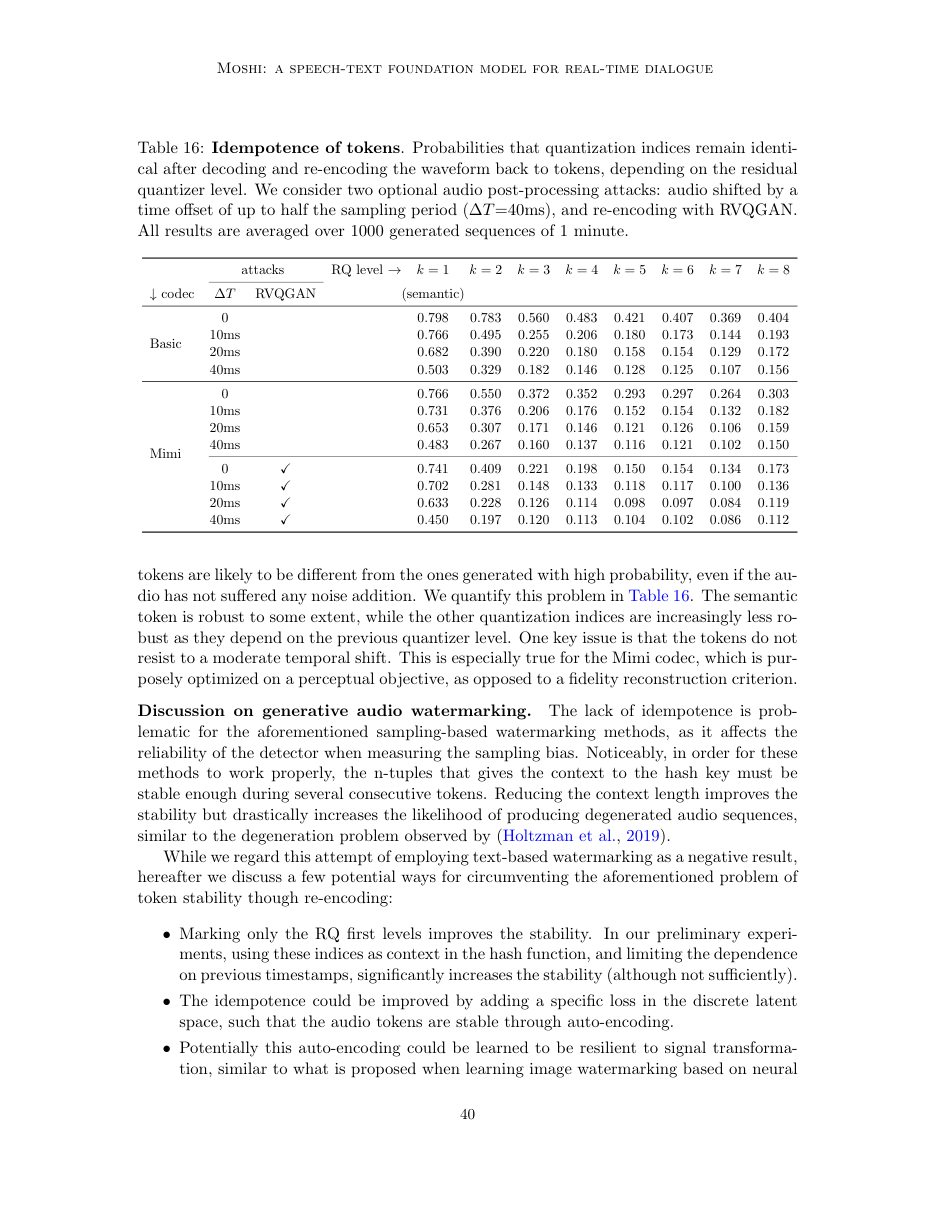 MOSHI: A SPEECH-TEXT FOUNDATION MODEL FOR REAL-TIME DIALOGUE
Table 16: Idempotence of tokens. Probabilities that quantization indices remain identi-
cal after decoding and re-encoding the waveform back to tokens, depending on the residual
quantizer level. We consider two optional audio post-processing attacks: audio shifted by a
time offset of up to half the sampling period (ΔT=40ms), and re-encoding with RVQGAN.
All results are averaged over 1000 generated sequences of 1 minute.
attacks RQ level → k = 1 k = 2 k = 3 k = 4 k = 5 k = 6 k = 7 k = 8
↓ codec ΔT RVQGAN (semantic)
0 0.798 0.783 0.560 0.483 0.421 0.407 0.369 0.404
10ms 0.766 0.495 0.255 0.206 0.180 0.173 0.144 0.193
Basic
20ms 0.682 0.390 0.220 0.180 0.158 0.154 0.129 0.172
40ms 0.503 0.329 0.182 0.146 0.128 0.125 0.107 0.156
0 0.766 0.550 0.372 0.352 0.293 0.297 0.264 0.303
10ms 0.731 0.376 0.206 0.176 0.152 0.154 0.132 0.182
20ms 0.653 0.307 0.171 0.146 0.121 0.126 0.106 0.159
40ms 0.483 0.267 0.160 0.137 0.116 0.121 0.102 0.150
Mimi
0 ✓ 0.741 0.409 0.221 0.198 0.150 0.154 0.134 0.173
10ms ✓ 0.702 0.281 0.148 0.133 0.118 0.117 0.100 0.136
20ms ✓ 0.633 0.228 0.126 0.114 0.098 0.097 0.084 0.119
40ms ✓ 0.450 0.197 0.120 0.113 0.104 0.102 0.086 0.112
tokens are likely to be different from the ones generated with high probability, even if the au-
dio has not suffered any noise addition. We quantify this problem in Table 16. The semantic
token is robust to some extent, while the other quantization indices are increasingly less ro-
bust as they depend on the previous quantizer level. One key issue is that the tokens do not
resist to a moderate temporal shift. This is especially true for the Mimi codec, which is pur-
posely optimized on a perceptual objective, as opposed to a fidelity reconstruction criterion.
Discussion on generative audio watermarking. The lack of idempotence is prob-
lematic for the aforementioned sampling-based watermarking methods, as it affects the
reliability of the detector when measuring the sampling bias. Noticeably, in order for these
methods to work properly, the n-tuples that gives the context to the hash key must be
stable enough during several consecutive tokens. Reducing the context length improves the
stability but drastically increases the likelihood of producing degenerated audio sequences,
similar to the degeneration problem observed by (Holtzman et al., 2019).
While we regard this attempt of employing text-based watermarking as a negative result,
hereafter we discuss a few potential ways for circumventing the aforementioned problem of
token stability though re-encoding:
• Marking only the RQ first levels improves the stability. In our preliminary experi-
ments, using these indices as context in the hash function, and limiting the dependence
on previous timestamps, significantly increases the stability (although not sufficiently).
• The idempotence could be improved by adding a specific loss in the discrete latent
space, such that the audio tokens are stable through auto-encoding.
• Potentially this auto-encoding could be learned to be resilient to signal transforma-
tion, similar to what is proposed when learning image watermarking based on neural
40